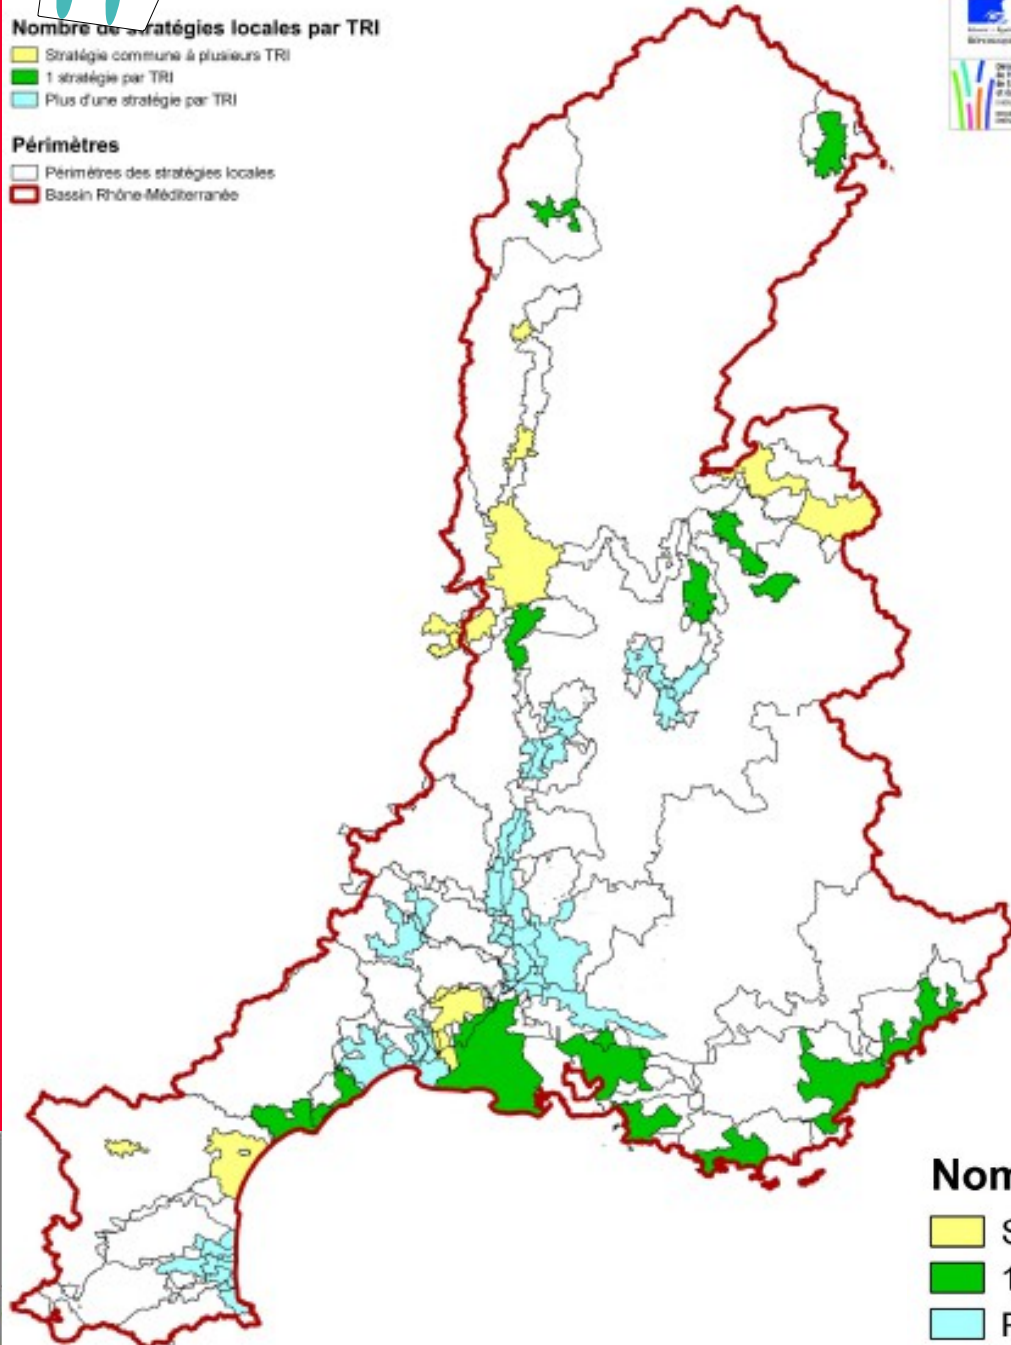 Nombre de stratégies locales par TRI
Stratégie commune à plusieurs TRI
1 stratégie par TRI
Plus d'une stratégie par TRI
Périmètres
Périmètres des stratégies locales
Bassin Rhône-Méditerranée
Nom
S
1
P